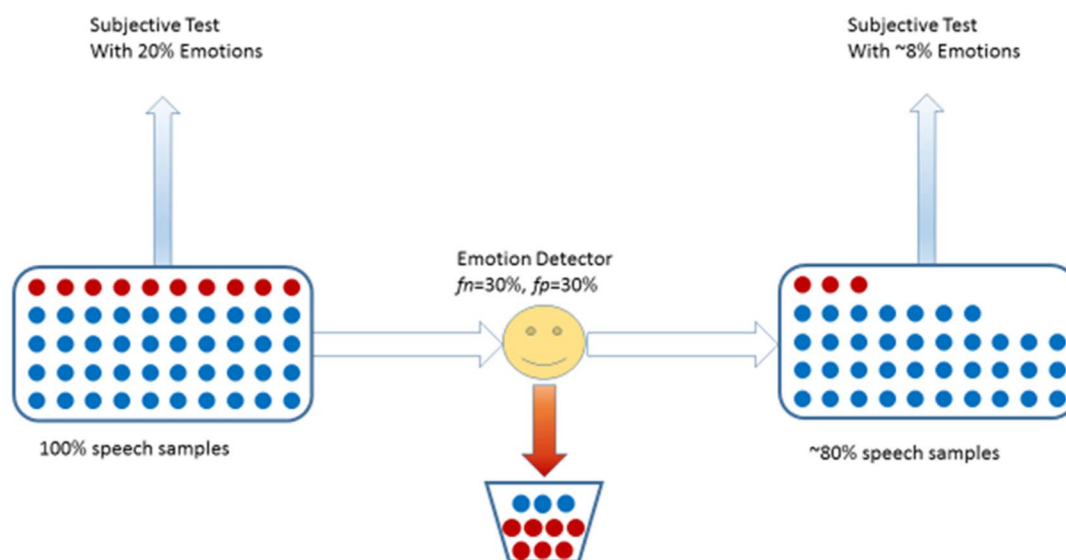 Subjective Test
With 20% Emotions
Subjective Test
With ~8% Emotions
Emotion Detector
fn=30%, fp=30%
100% speech samples
~80% speech samples